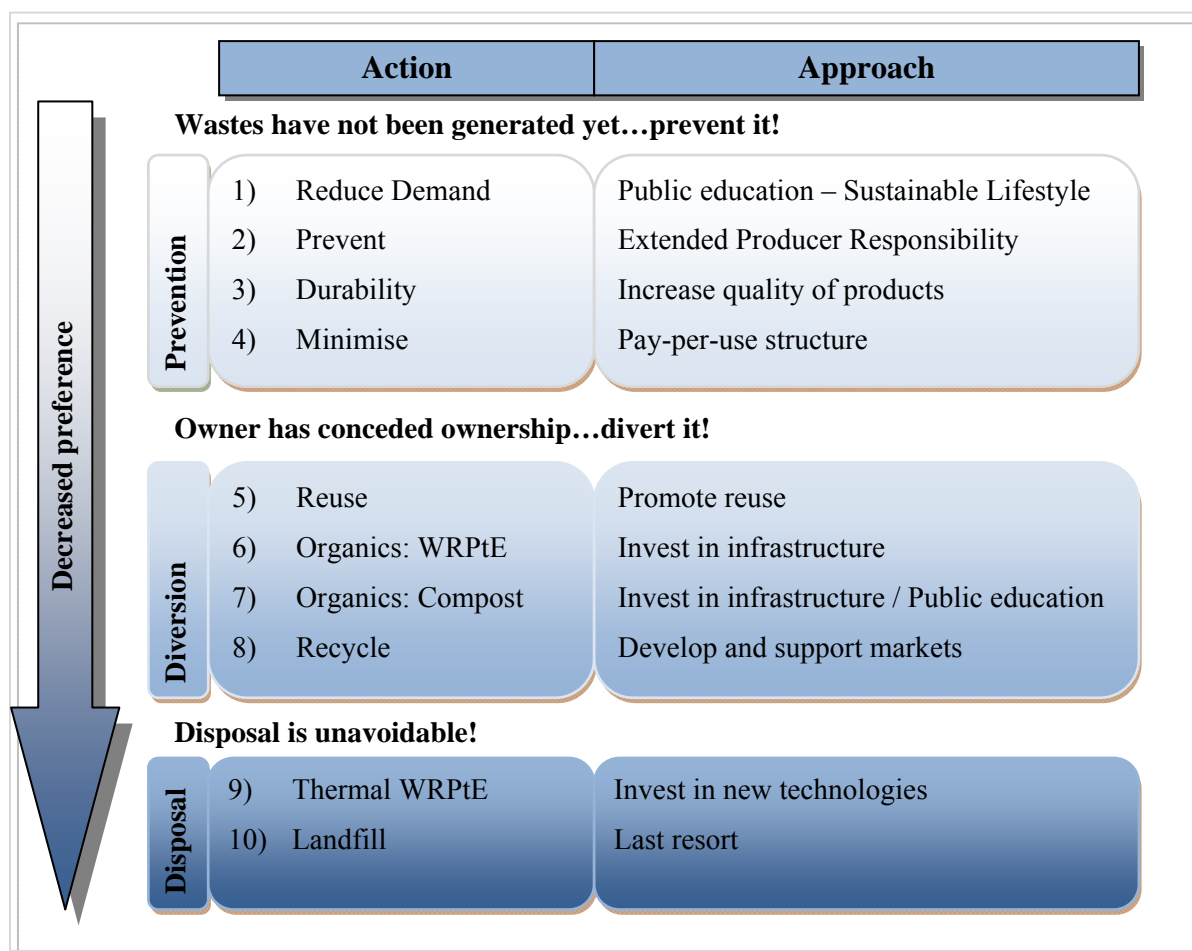 Action Approach
Decreased preference
Wastes have not been generated yet…prevent it!
Prevention
1) Reduce Demand Public education – Sustainable Lifestyle
2) Prevent Extended Producer Responsibility
3) Durability Increase quality of products
4) Minimise Pay-per-use structure
Owner has conceded ownership…divert it!
Diversion
5) Reuse Promote reuse
6) Organics: WRPtE Invest in infrastructure
7) Organics: Compost Invest in infrastructure / Public education
8) Recycle Develop and support markets
Disposal is unavoidable!
Disposal
9) Thermal WRPtE Invest in new technologies
10) Landfill Last resort